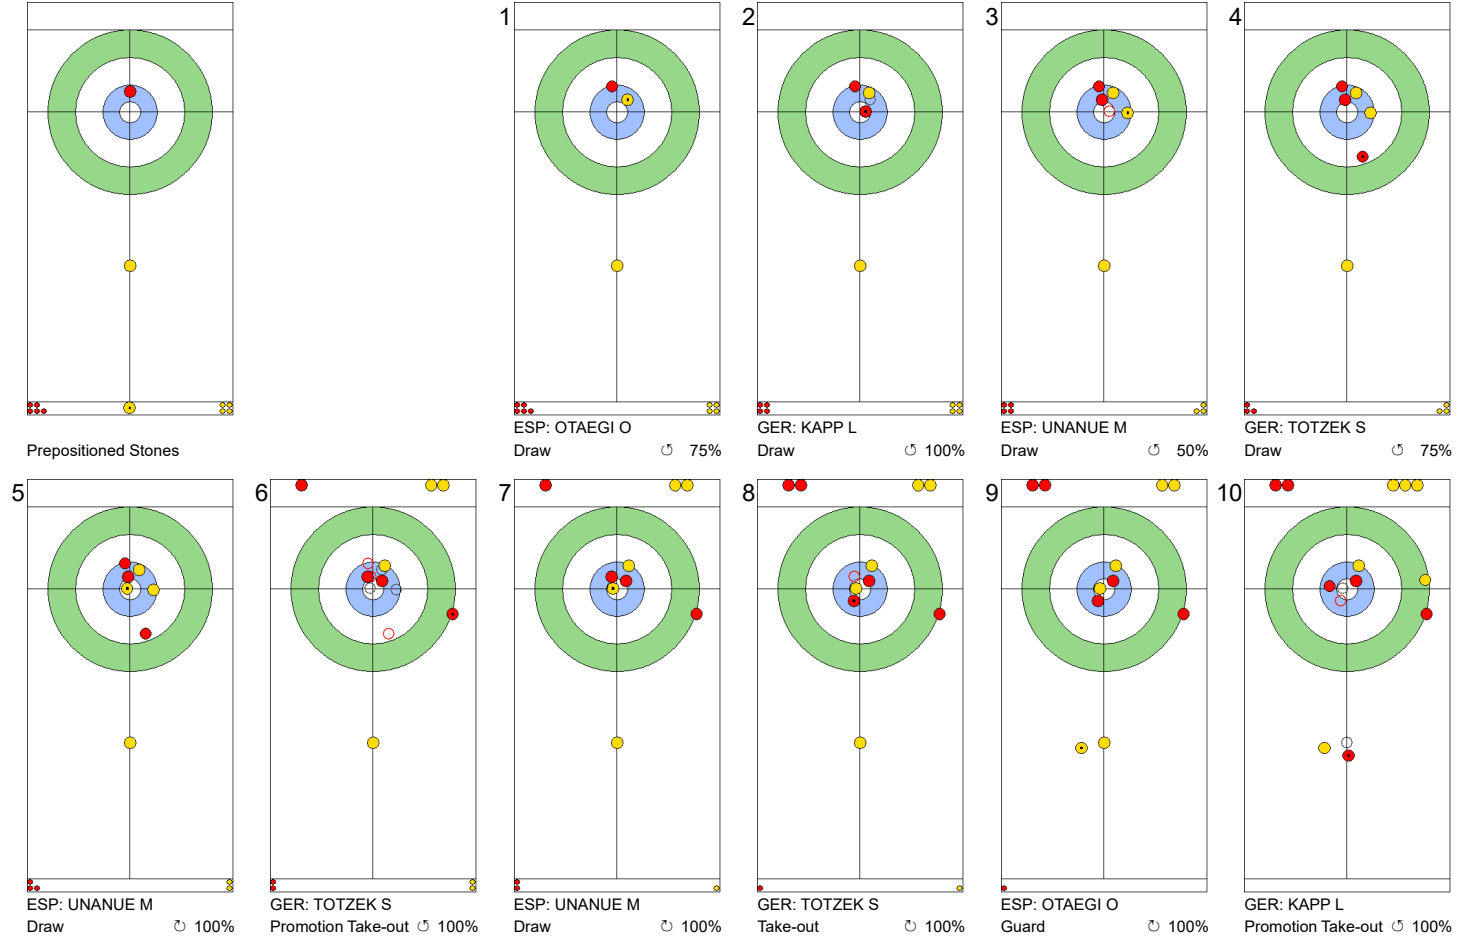 Prepositioned Stones
1
ESP: OTAEGI O
Draw ↺ 75%
2
GER: KAPP L
Draw ↺ 100%
3
ESP: UNANUE M
Draw ↺ 50%
4
GER: TOTZEK S
Draw ↺ 75%
5
ESP: UNANUE M
Draw ↻ 100%
6
GER: TOTZEK S
Promotion Take-out ↺ 100%
7
ESP: UNANUE M
Draw ↻ 100%
8
GER: TOTZEK S
Take-out ↻ 100%
9
ESP: OTAEGI O
Guard ↻ 100%
10
GER: KAPP L
Promotion Take-out ↺ 100%